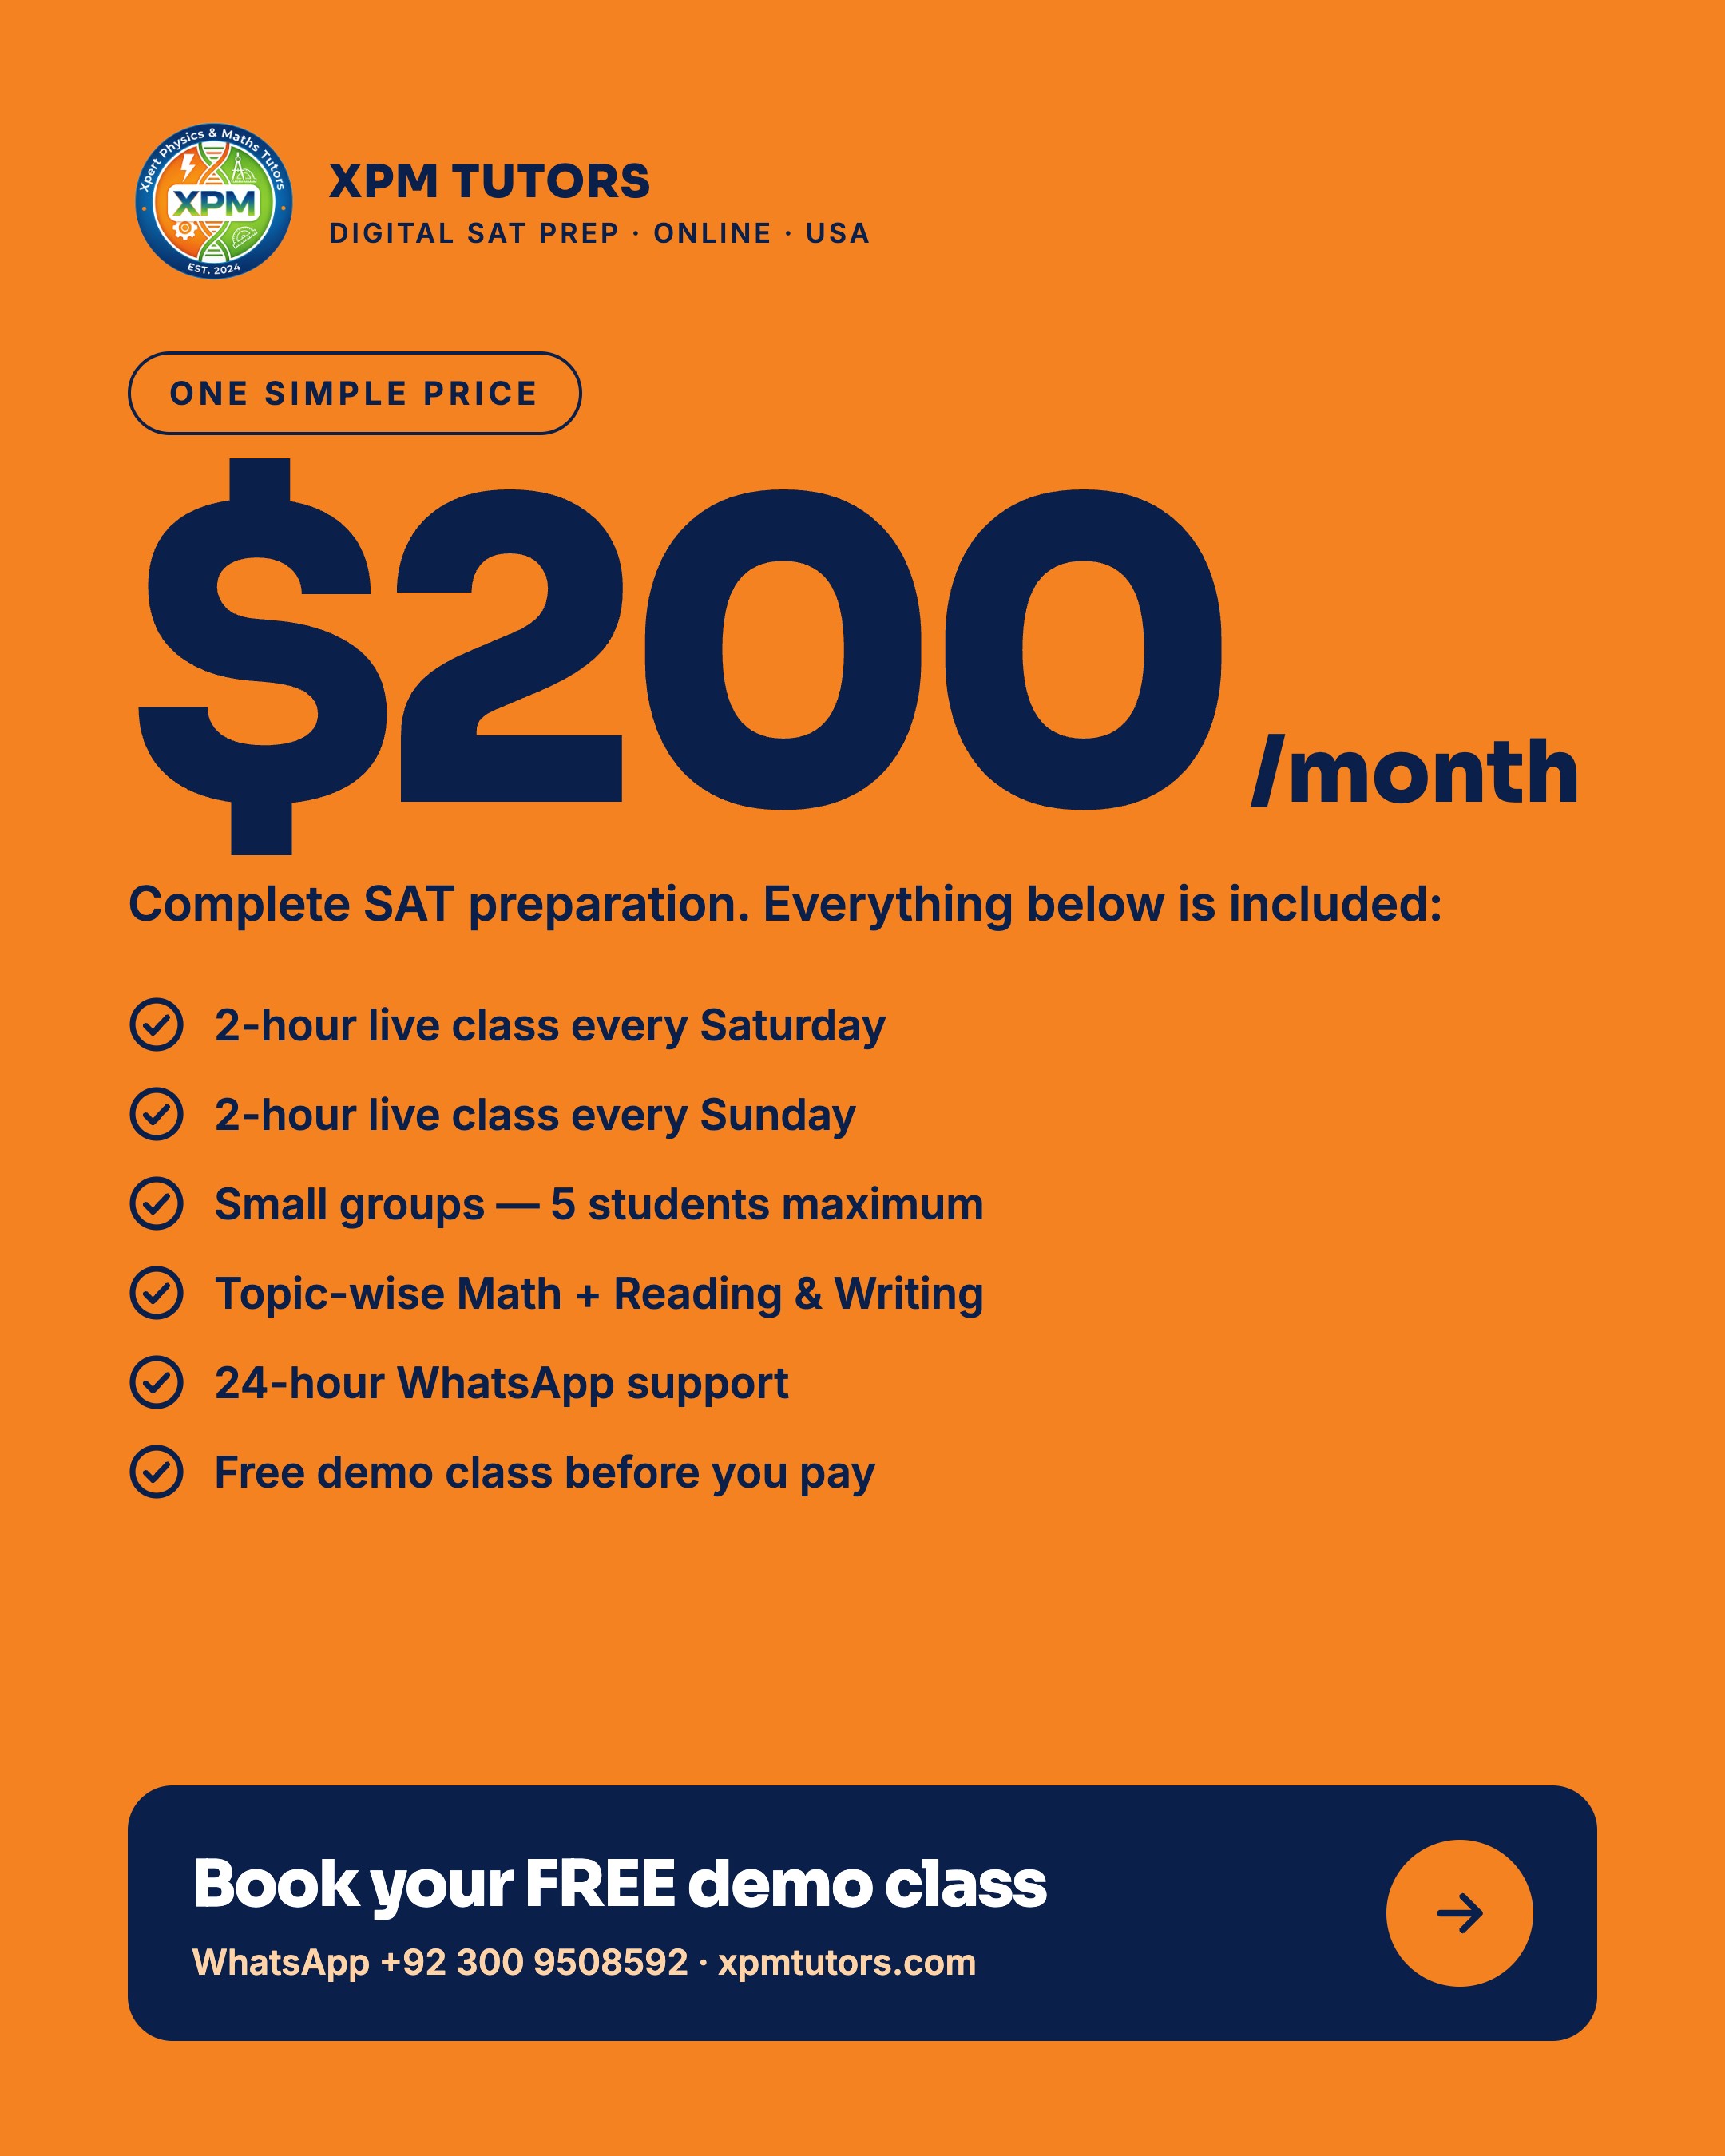 Xpert Physics & Maths Tutors
XPM
EST. 2024
XPM TUTORS
DIGITAL SAT PREP · ONLINE · USA
ONE SIMPLE PRICE
$200 /month
Complete SAT preparation. Everything below is included:
2-hour live class every Saturday
2-hour live class every Sunday
Small groups — 5 students maximum
Topic-wise Math + Reading & Writing
24-hour WhatsApp support
Free demo class before you pay
Book your FREE demo class
WhatsApp +92 300 9508592 · xpmtutors.com